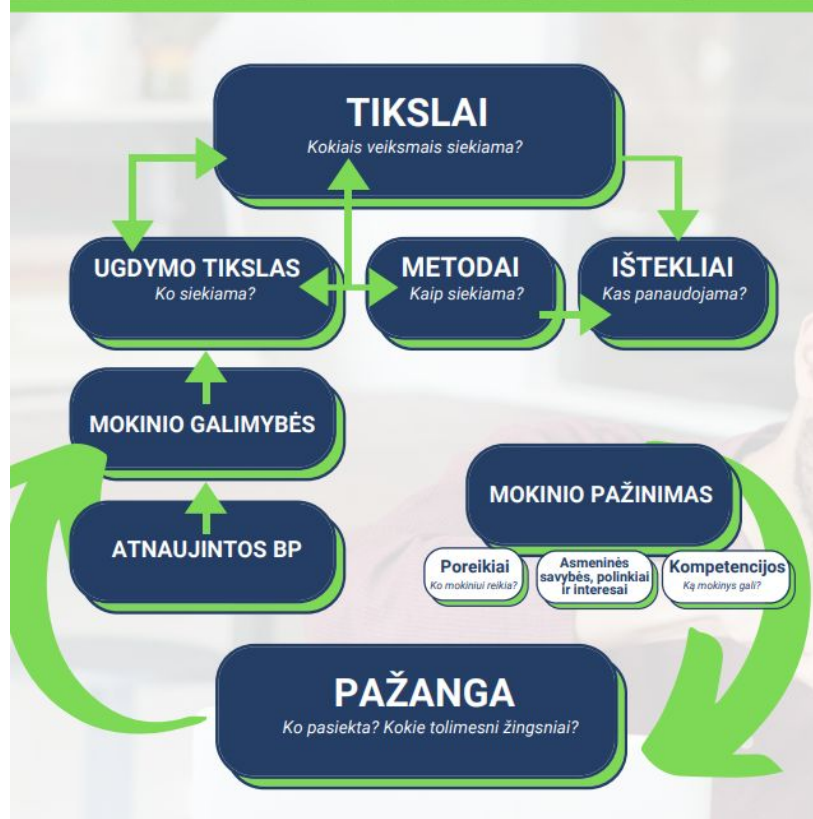 TIKSLAI
Kokiais veiksmais siekiama?
UGDYMO TIKSLAS
Ko siekiama?
METODAI
Kaip siekiama?
IŠTEKLIAI
Kas panaudojama?
MOKINIO GALIMYBĖS
ATNAUJINTOS BP
MOKINIO PAŽINIMAS
Poreikiai
Ko mokiniui reikia?
Asmeninės
savybės, polinkiai
ir interesai
Kompetencijos
Ką mokinys gali?
PAŽANGA
Ko pasiekta? Kokie tolimesni žingsniai?